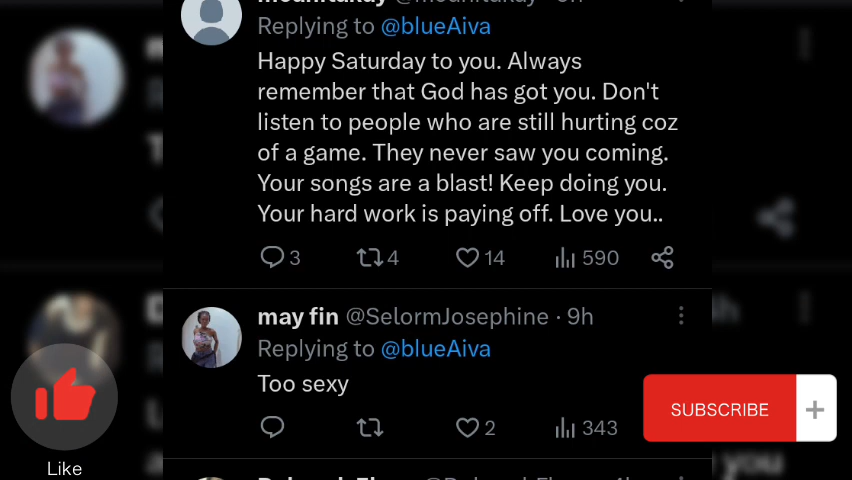 Replying to @blueAiva
Happy Saturday to you. Always
remember that God has got you. Don't
listen to people who are still hurting coz
of a game. They never saw you coming.
Your songs are a blast! Keep doing you.
Your hard work is paying off. Love you..
3 4 14 590
may fin @SelormJosephine · 9h
Replying to @blueAiva
Too sexy
2 343
SUBSCRIBE +
Like
you